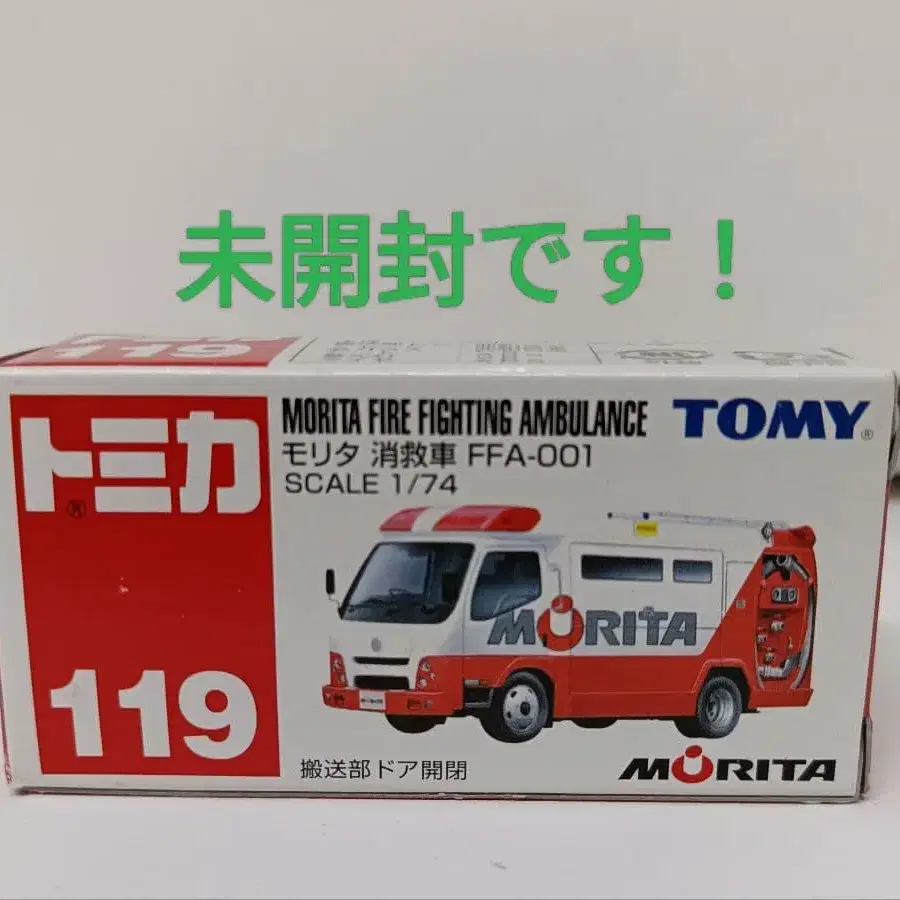 未開封です！
トミカ®
119
MORITA FIRE FIGHTING AMBULANCE
モリタ 消救車 FFA-001
SCALE 1/74
TOMY®
MORITA
搬送部ドア開閉
MORITA